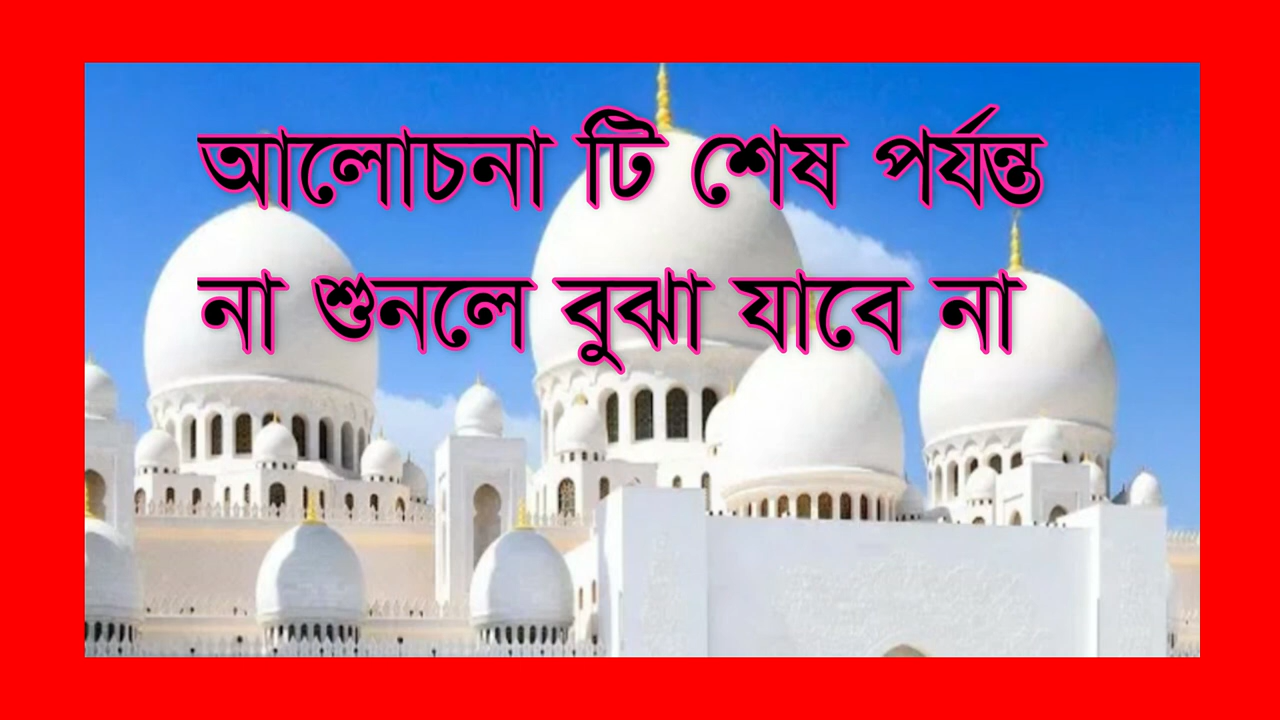 আলোচনা টি শেষ পর্যন্ত
না শুনলে বুঝা যাবে না